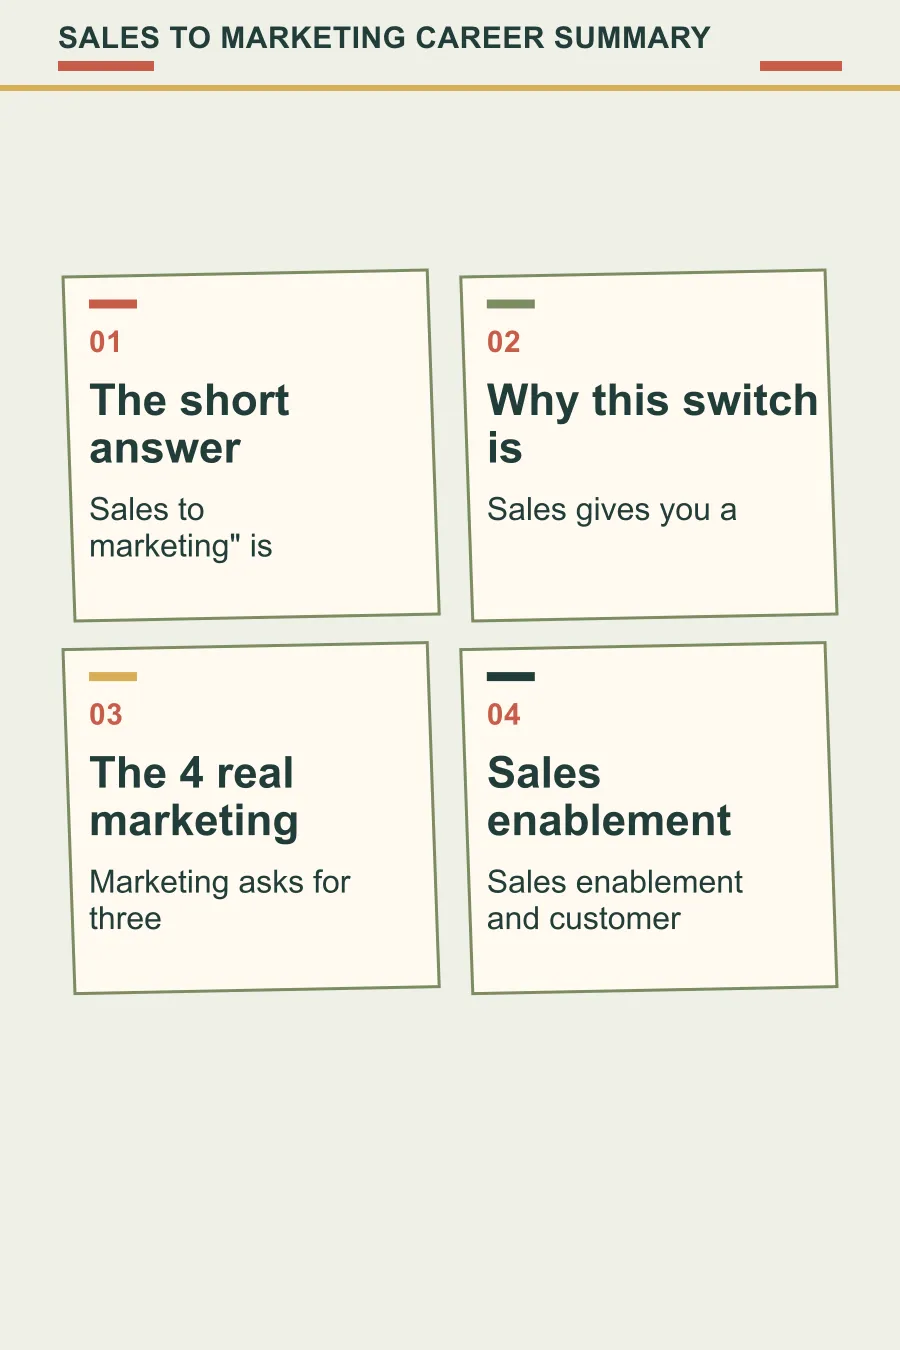 SALES TO MARKETING CAREER SUMMARY
01
The short
answer
Sales to
marketing" is
02
Why this switch
is
Sales gives you a
03
The 4 real
marketing
Marketing asks for
three
04
Sales
enablement
Sales enablement
and customer